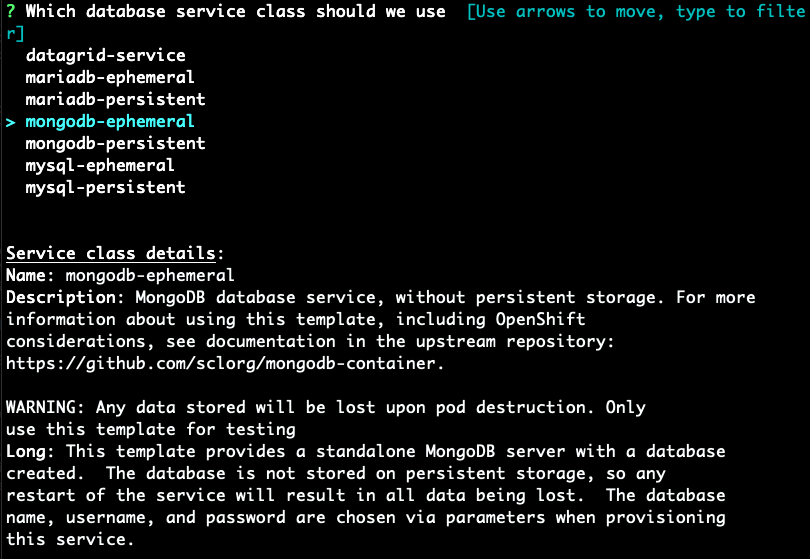 ? Which database service class should we use  [Use arrows to move, type to filte
r]
  datagrid-service
  mariadb-ephemeral
  mariadb-persistent
> mongodb-ephemeral
  mongodb-persistent
  mysql-ephemeral
  mysql-persistent
Service class details:
Name: mongodb-ephemeral
Description: MongoDB database service, without persistent storage. For more
information about using this template, including OpenShift
considerations, see documentation in the upstream repository:
https://github.com/sclorg/mongodb-container.
WARNING: Any data stored will be lost upon pod destruction. Only
use this template for testing
Long: This template provides a standalone MongoDB server with a database
created.  The database is not stored on persistent storage, so any
restart of the service will result in all data being lost.  The database
name, username, and password are chosen via parameters when provisioning
this service.